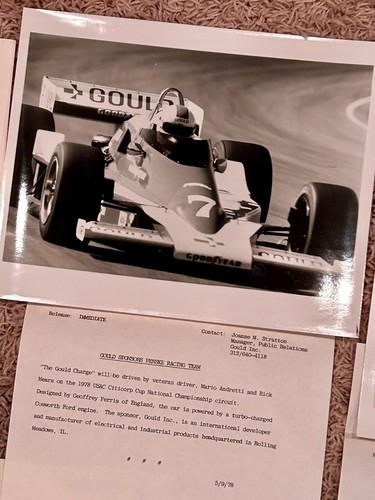 GOULD
GOODYEAR
7
GOODYEAR
GOULD
Release: IMMEDIATE
Contact: Joanne M. Stratton
Manager, Public Relations
Gould Inc.
312/640-4118
GOULD SPONSORS PENSKE RACING TEAM
"The Gould Charge" will be driven by veteran driver, Mario Andretti and Rick
Mears on the 1978 USAC Citicorp Cup National Championship circuit.
Designed by Geoffrey Ferris of England, the car is powered by a turbo-charged
Cosworth Ford engine. The sponsor, Gould Inc., is an international developer
and manufacturer of electrical and industrial products headquartered in Rolling
Meadows, IL.
# # #
5/9/78